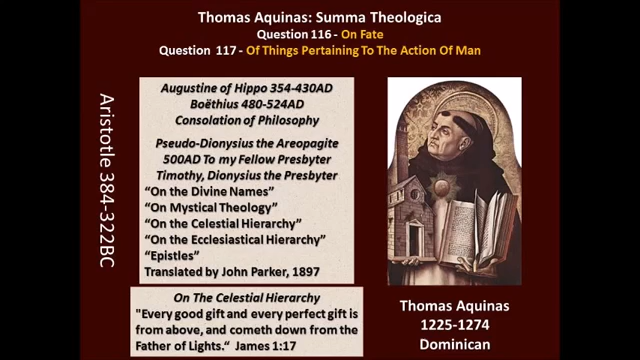 Thomas Aquinas: Summa Theologica
Question 116 - On Fate
Question 117 - Of Things Pertaining To The Action Of Man
Aristotle 384-322BC
Augustine of Hippo 354-430AD
Boëthius 480-524AD
Consolation of Philosophy
Pseudo-Dionysius the Areopagite
500AD To my Fellow Presbyter
Timothy, Dionysius the Presbyter
"On the Divine Names"
"On Mystical Theology"
"On the Celestial Hierarchy"
"On the Ecclesiastical Hierarchy"
"Epistles"
Translated by John Parker, 1897
On The Celestial Hierarchy
"Every good gift and every perfect gift is
from above, and cometh down from the
Father of Lights." James 1:17
Thomas Aquinas
1225-1274
Dominican